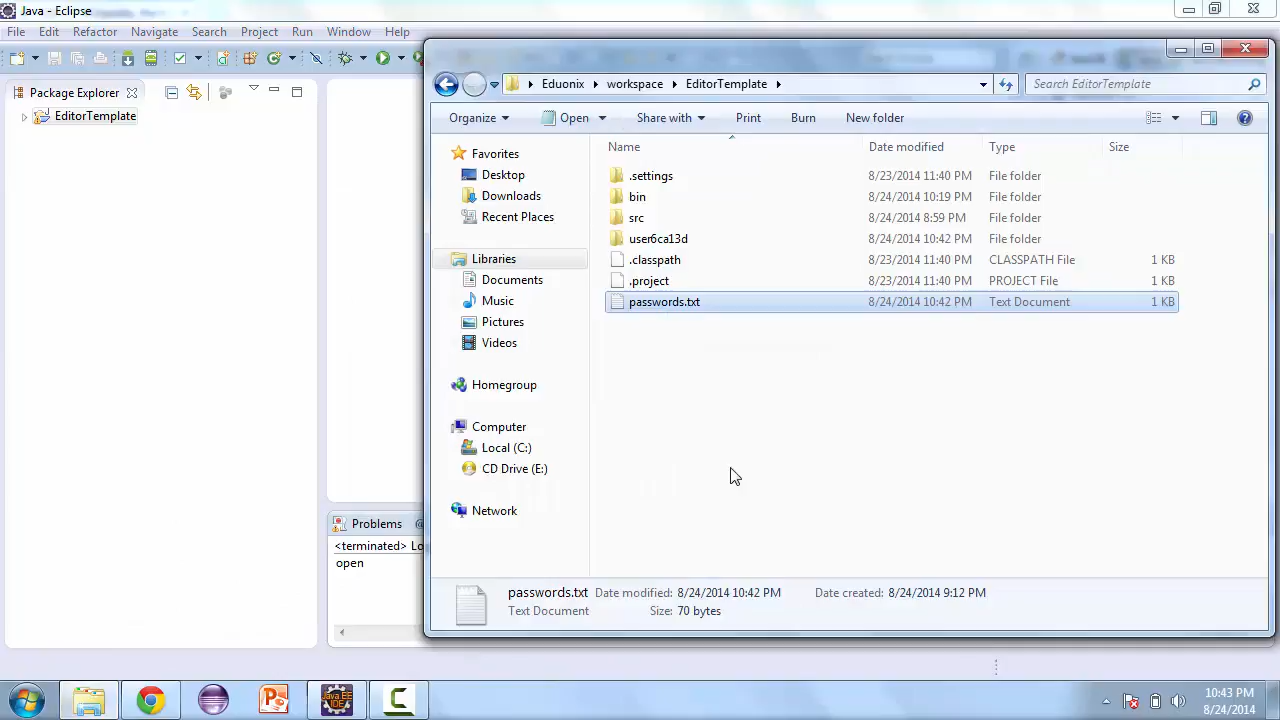 Java - Eclipse
File Edit Refactor Navigate Search Project Run Window Help
Package Explorer
EditorTemplate
Eduonix workspace EditorTemplate
Search EditorTemplate
Organize Open Share with Print Burn New folder
Name Date modified Type Size
Favorites
Desktop
Downloads
Recent Places
Libraries
Documents
Music
Pictures
Videos
Homegroup
Computer
Local (C:)
CD Drive (E:)
Network
.settings 8/23/2014 11:40 PM File folder
bin 8/24/2014 10:19 PM File folder
src 8/24/2014 8:59 PM File folder
user6ca13d 8/24/2014 10:42 PM File folder
.classpath 8/23/2014 11:40 PM CLASSPATH File 1 KB
.project 8/23/2014 11:40 PM PROJECT File 1 KB
passwords.txt 8/24/2014 10:42 PM Text Document 1 KB
Problems @
<terminated> Lo
open
passwords.txt Date modified: 8/24/2014 10:42 PM Date created: 8/24/2014 9:12 PM
Text Document Size: 70 bytes
Java EE
IDE
10:43 PM
8/24/2014